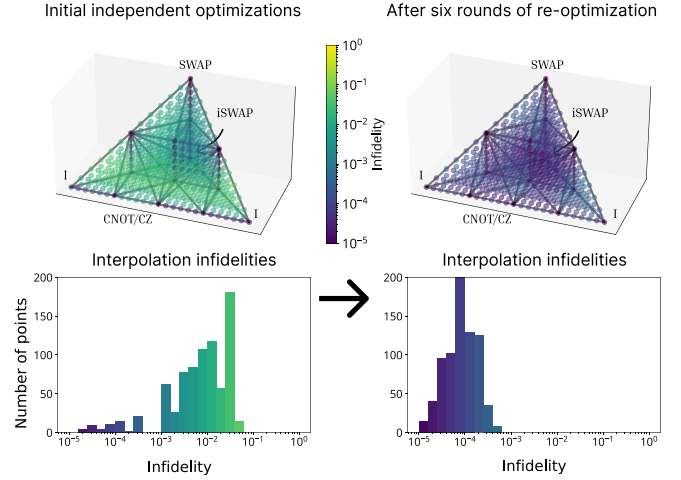 Initial independent optimizations
After six rounds of re-optimization
SWAP
iSWAP
I
I
CNOT/CZ
10^0
10^-1
10^-2
10^-3
10^-4
10^-5
Infidelity
SWAP
iSWAP
I
I
CNOT/CZ
Interpolation infidelities
Interpolation infidelities
Number of points
200
150
100
50
0
10^-5
10^-4
10^-3
10^-2
10^-1
10^0
Infidelity
200
150
100
50
0
10^-5
10^-4
10^-3
10^-2
10^-1
10^0
Infidelity